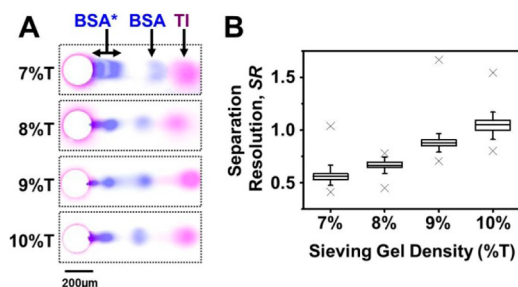 A
BSA* BSA TI
7%T
8%T
9%T
10%T
200μm
B
Separation
Resolution, SR
1.5
1.0
0.5
7% 8% 9% 10%
Sieving Gel Density (%T)